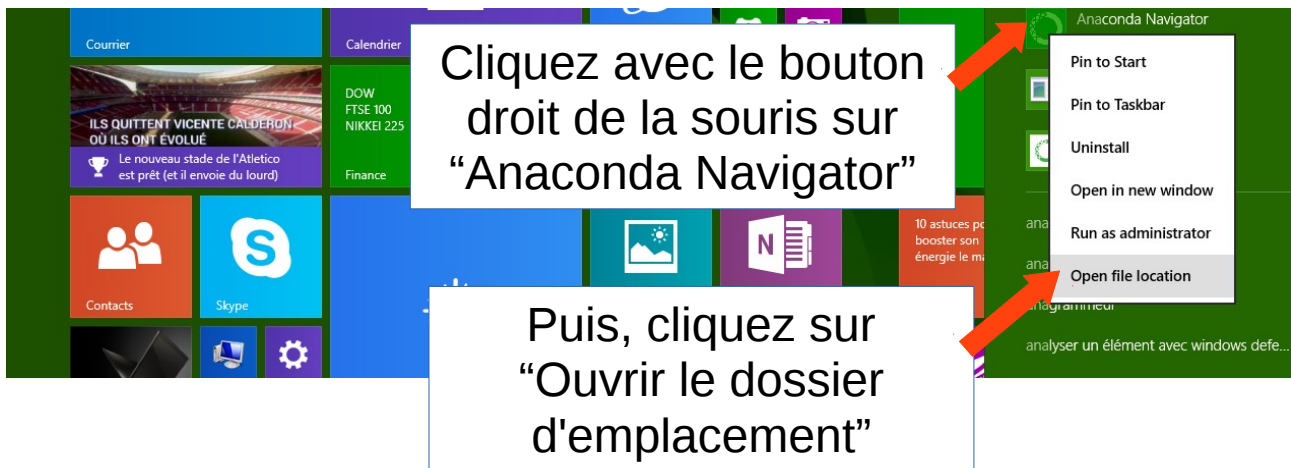 Courrier
Calendrier
ILS QUITTENT VICENTE CALDERON
OÙ ILS ONT ÉVOLUÉ
Le nouveau stade de l'Atletico
est prêt (et il envoie du lourd)
DOW
FTSE 100
NIKKEI 225
Finance
Contacts
Skype
S
N
10 astuces po
booster son
énergie le ma
Cliquez avec le bouton
droit de la souris sur
“Anaconda Navigator”
Puis, cliquez sur
“Ouvrir le dossier
d'emplacement”
Anaconda Navigator
Pin to Start
Pin to Taskbar
Uninstall
Open in new window
Run as administrator
Open file location
ana
ana
anagrammeur
analyser un élément avec windows defe...